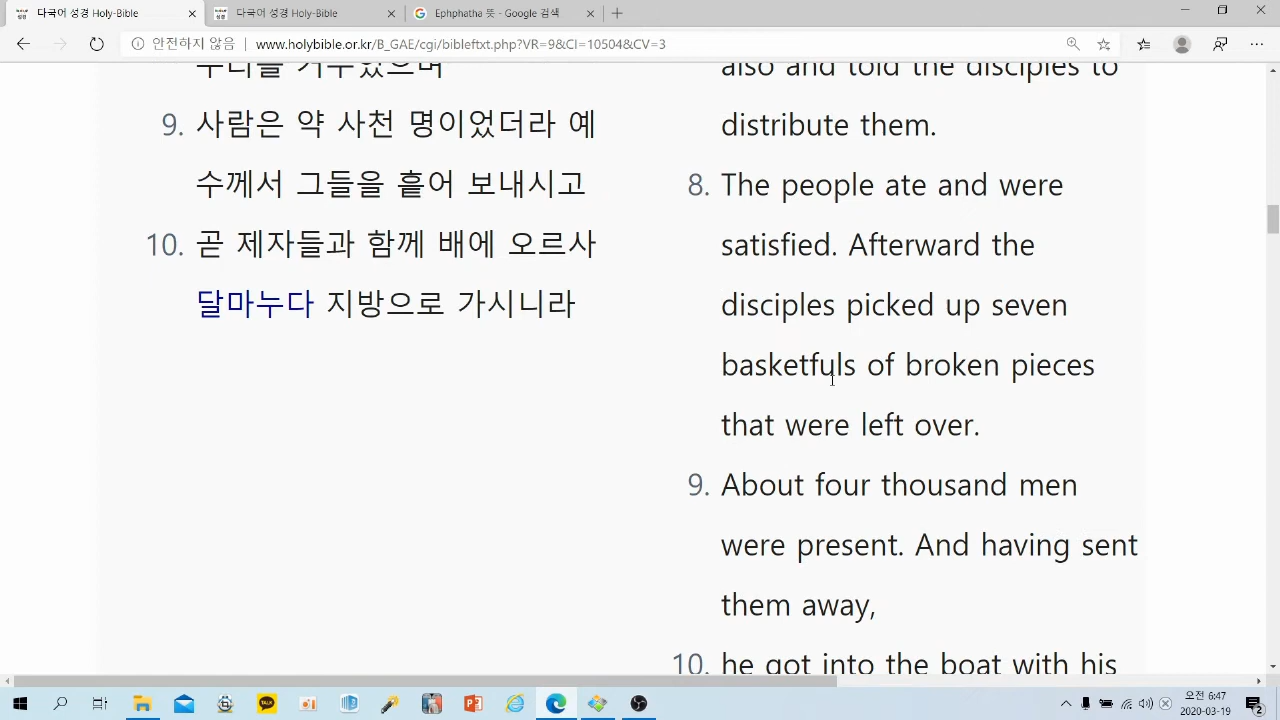 다국어 성경 Holy-Bible
다국어 성경 Holy-Bible
Ephphatha 뜻 - Google 검색
안전하지 않음
www.holybible.or.kr/B_GAE/cgi/bibleftxt.php?VR=9&CI=10504&CV=3
9. 사람은 약 사천 명이었더라 예
수께서 그들을 흩어 보내시고
10. 곧 제자들과 함께 배에 오르사
달마누다 지방으로 가시니라
also and told the disciples to
distribute them.
8. The people ate and were
satisfied. Afterward the
disciples picked up seven
basketfuls of broken pieces
that were left over.
9. About four thousand men
were present. And having sent
them away,
10. he got into the boat with his
TALK
오전 6:47
2020-03-19
2